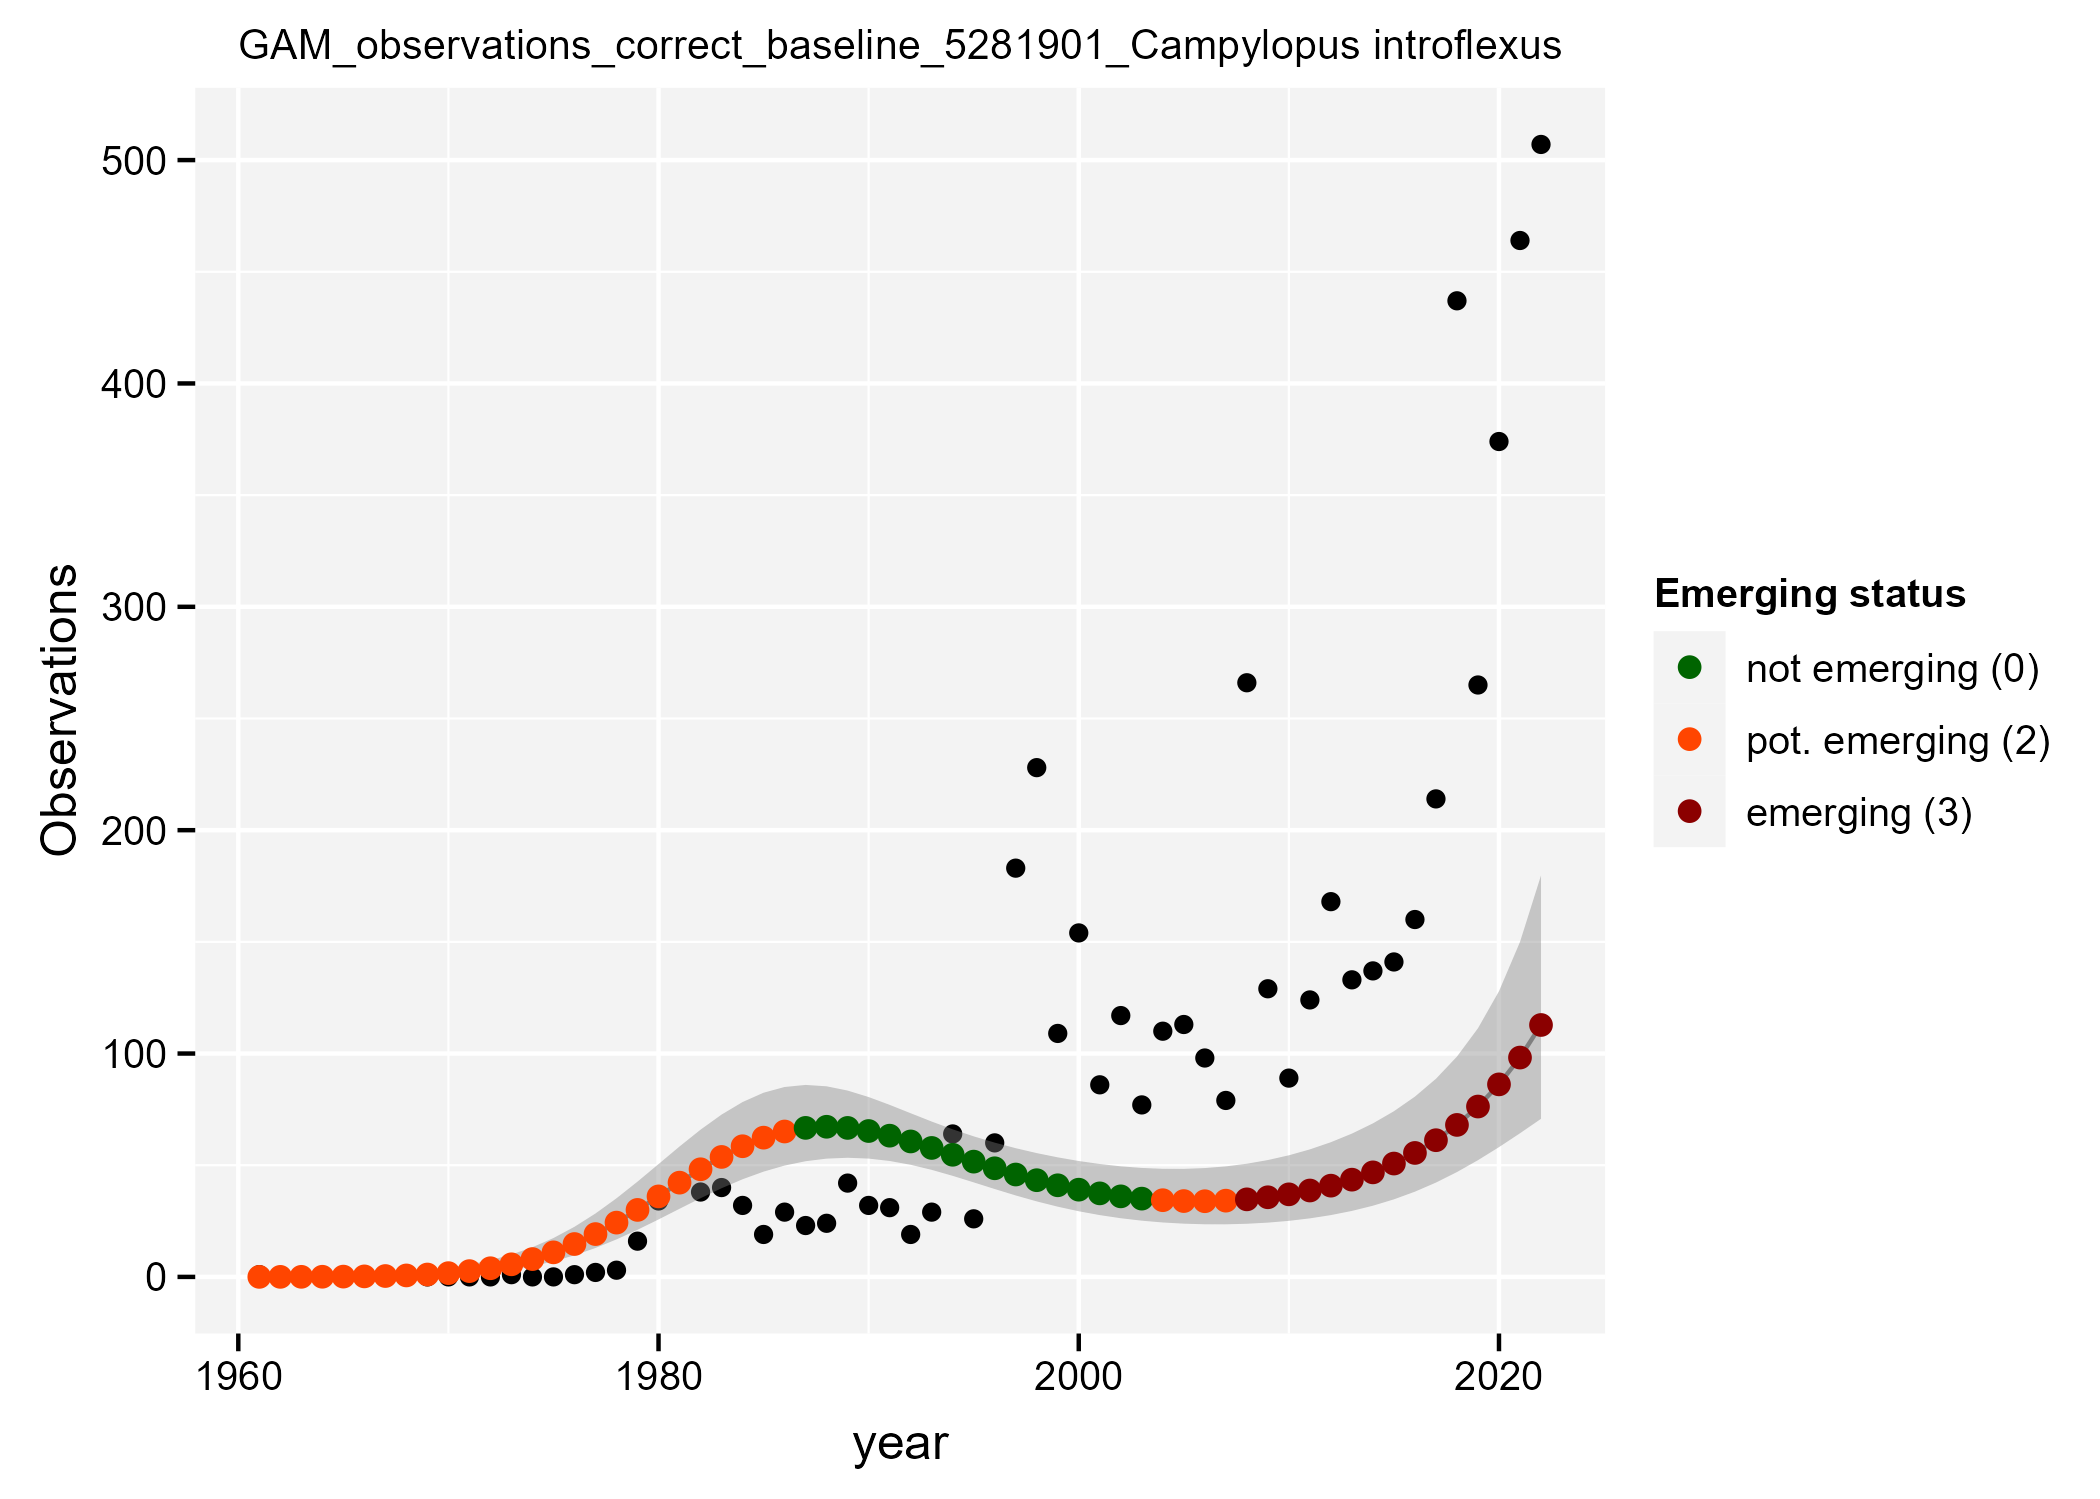 GAM_observations_correct_baseline_5281901_Campylopus introflexus
500
400
300
200
100
0
Observations
1960 1980 2000 2020
year
Emerging status
not emerging (0)
pot. emerging (2)
emerging (3)